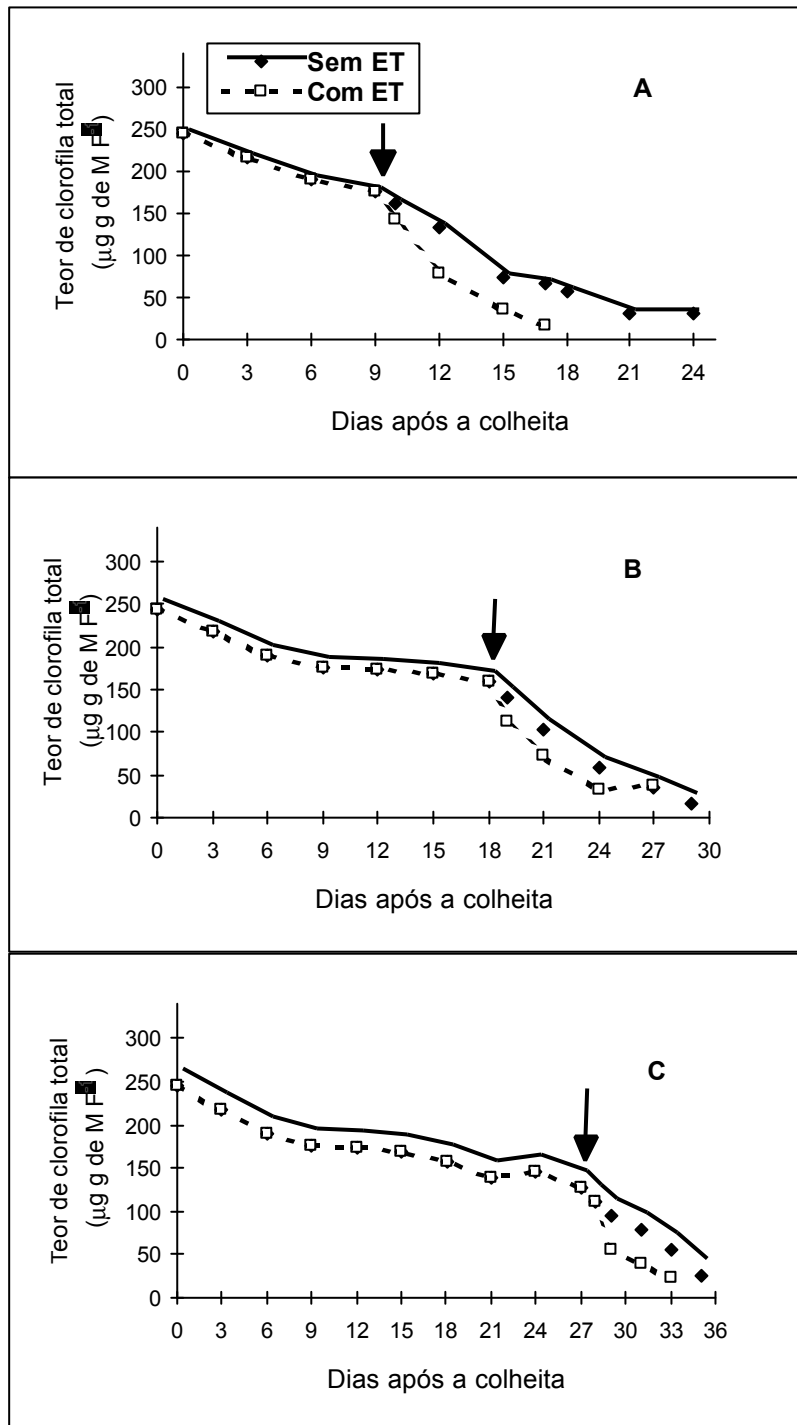 Sem ET
Com ET
A
Teor de clorofila total
(µg g de M F )
300
250
200
150
100
50
0
0 3 6 9 12 15 18 21 24
Dias após a colheita
B
Teor de clorofila total
(µg g de M F )
300
250
200
150
100
50
0
0 3 6 9 12 15 18 21 24 27 30
Dias após a colheita
C
Teor de clorofila total
(µg g de M F )
300
250
200
150
100
50
0
0 3 6 9 12 15 18 21 24 27 30 33 36
Dias após a colheita